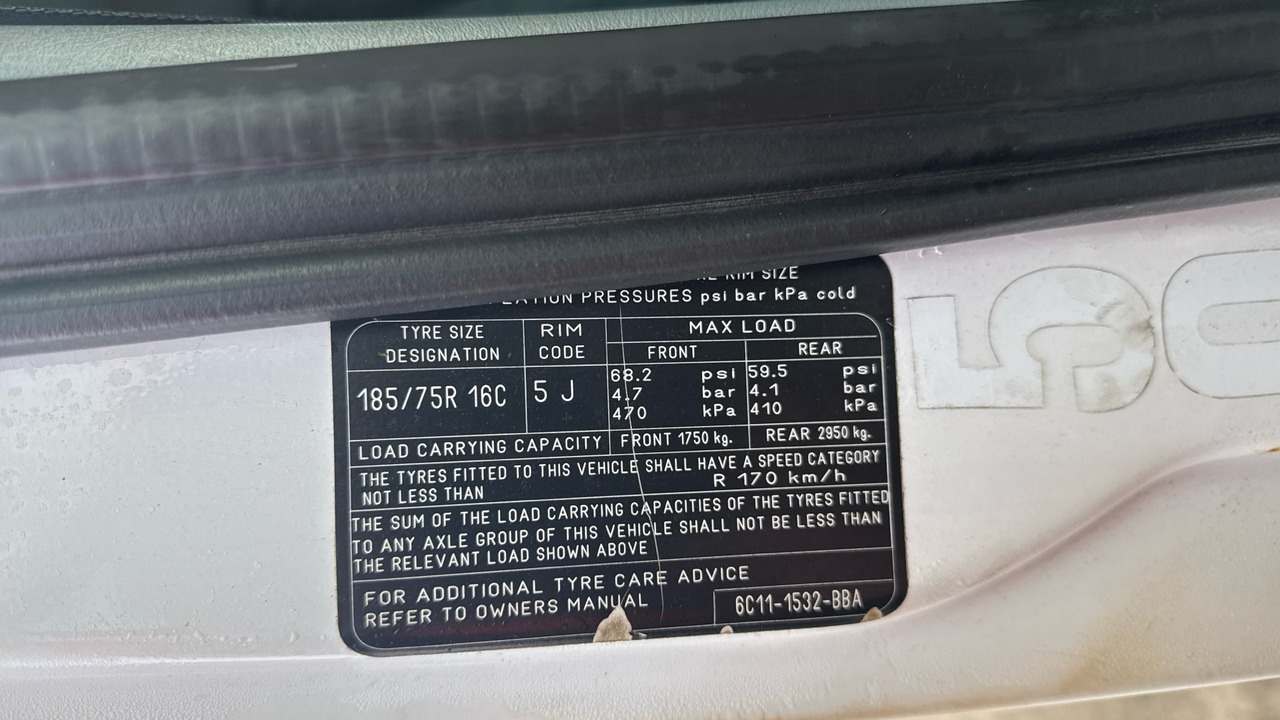 RIM SIZE
PRESSURES psi bar kPa cold
TYRE SIZE DESIGNATION RIM CODE MAX LOAD
FRONT REAR
185/75R 16C 5 J 68.2 psi 59.5 psi
4.7 bar 4.1 bar
470 kPa 410 kPa
LOAD CARRYING CAPACITY FRONT 1750 kg. REAR 2950 kg.
THE TYRES FITTED TO THIS VEHICLE SHALL HAVE A SPEED CATEGORY
NOT LESS THAN R 170 km/h
THE SUM OF THE LOAD CARRYING CAPACITIES OF THE TYRES FITTED
TO ANY AXLE GROUP OF THIS VEHICLE SHALL NOT BE LESS THAN
THE RELEVANT LOAD SHOWN ABOVE
FOR ADDITIONAL TYRE CARE ADVICE
REFER TO OWNERS MANUAL
6C11-1532-BBA